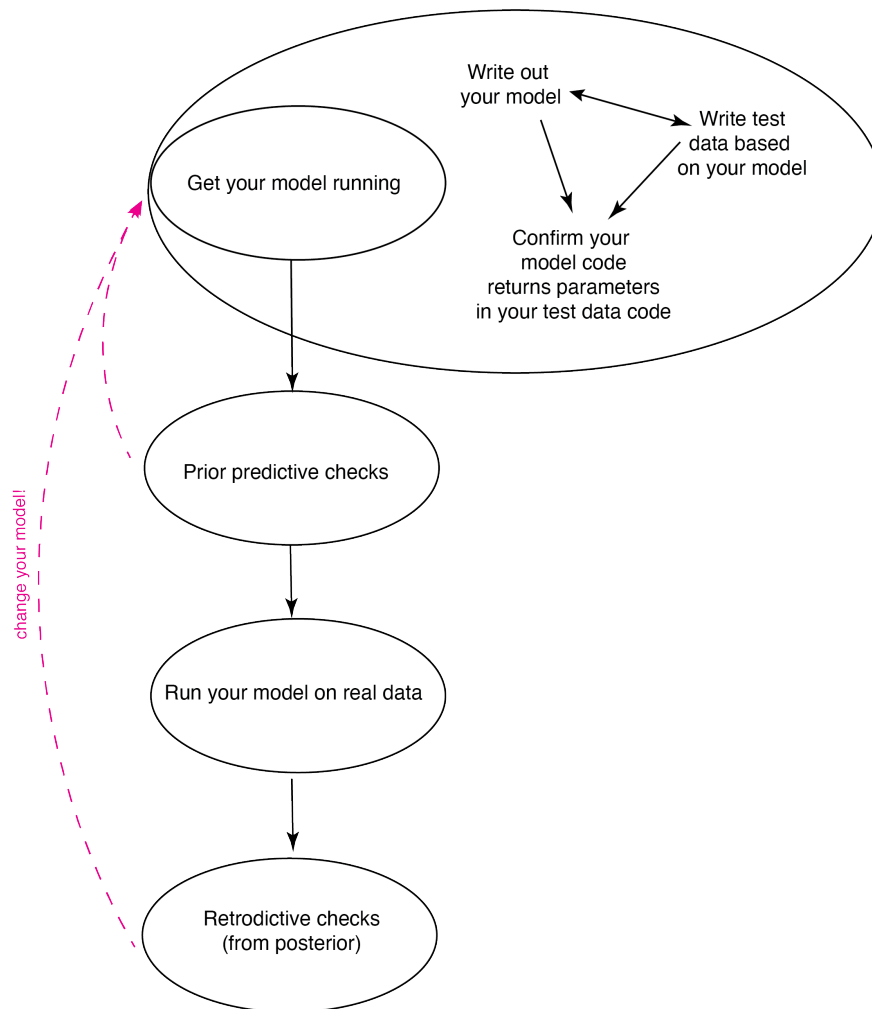 Write out
your model
Write test
data based
on your model
Get your model running
Confirm your
model code
returns parameters
in your test data code
Prior predictive checks
change your model!
Run your model on real data
Retrodictive checks
(from posterior)